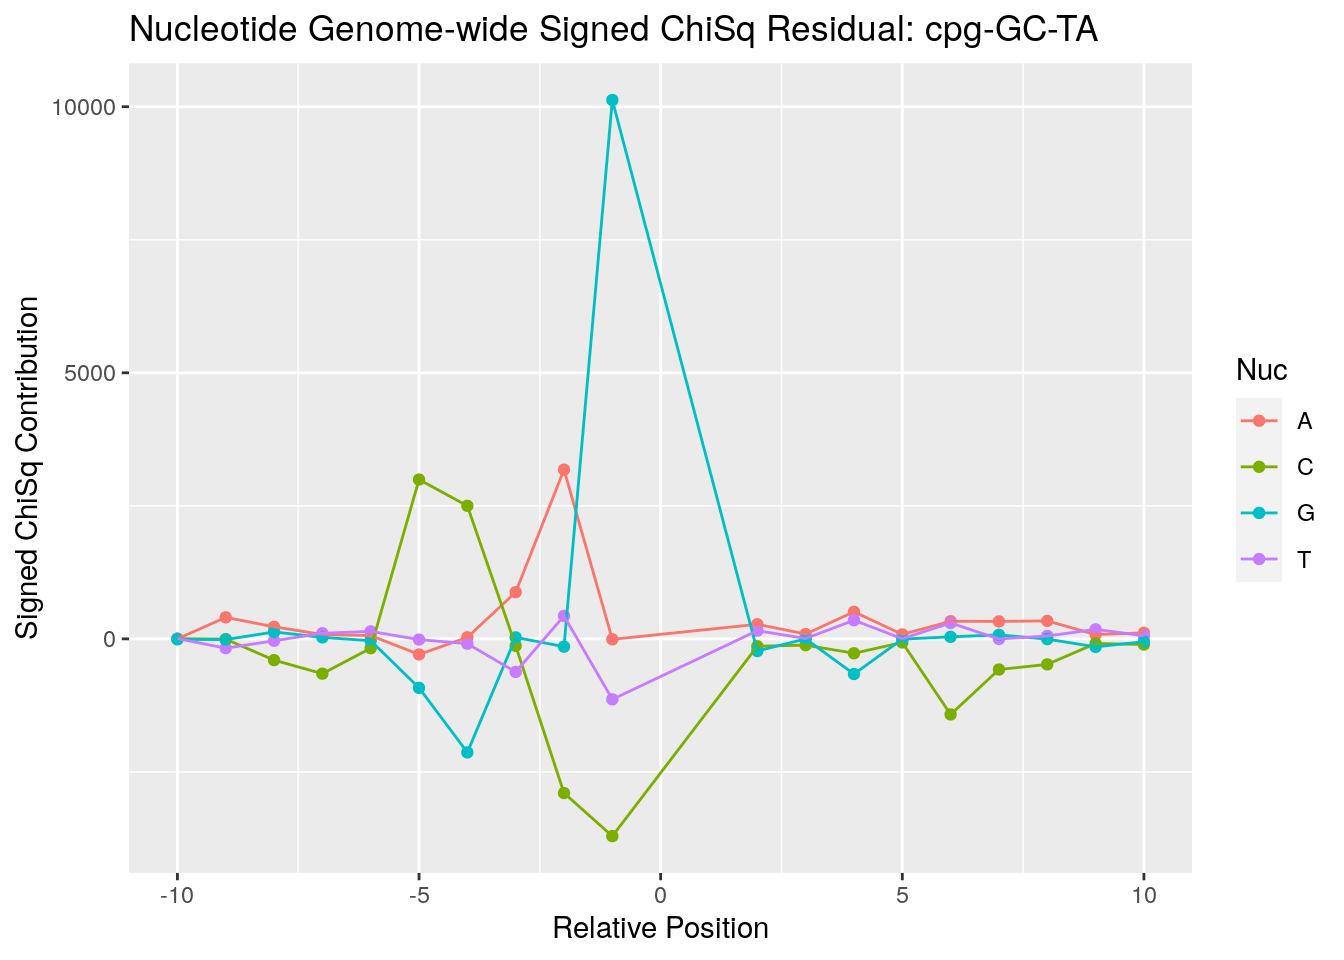 Nucleotide Genome-wide Signed ChiSq Residual: cpg-GC-TA
10000
5000
0
Signed ChiSq Contribution
-10
-5
0
5
10
Relative Position
Nuc
A
C
G
T